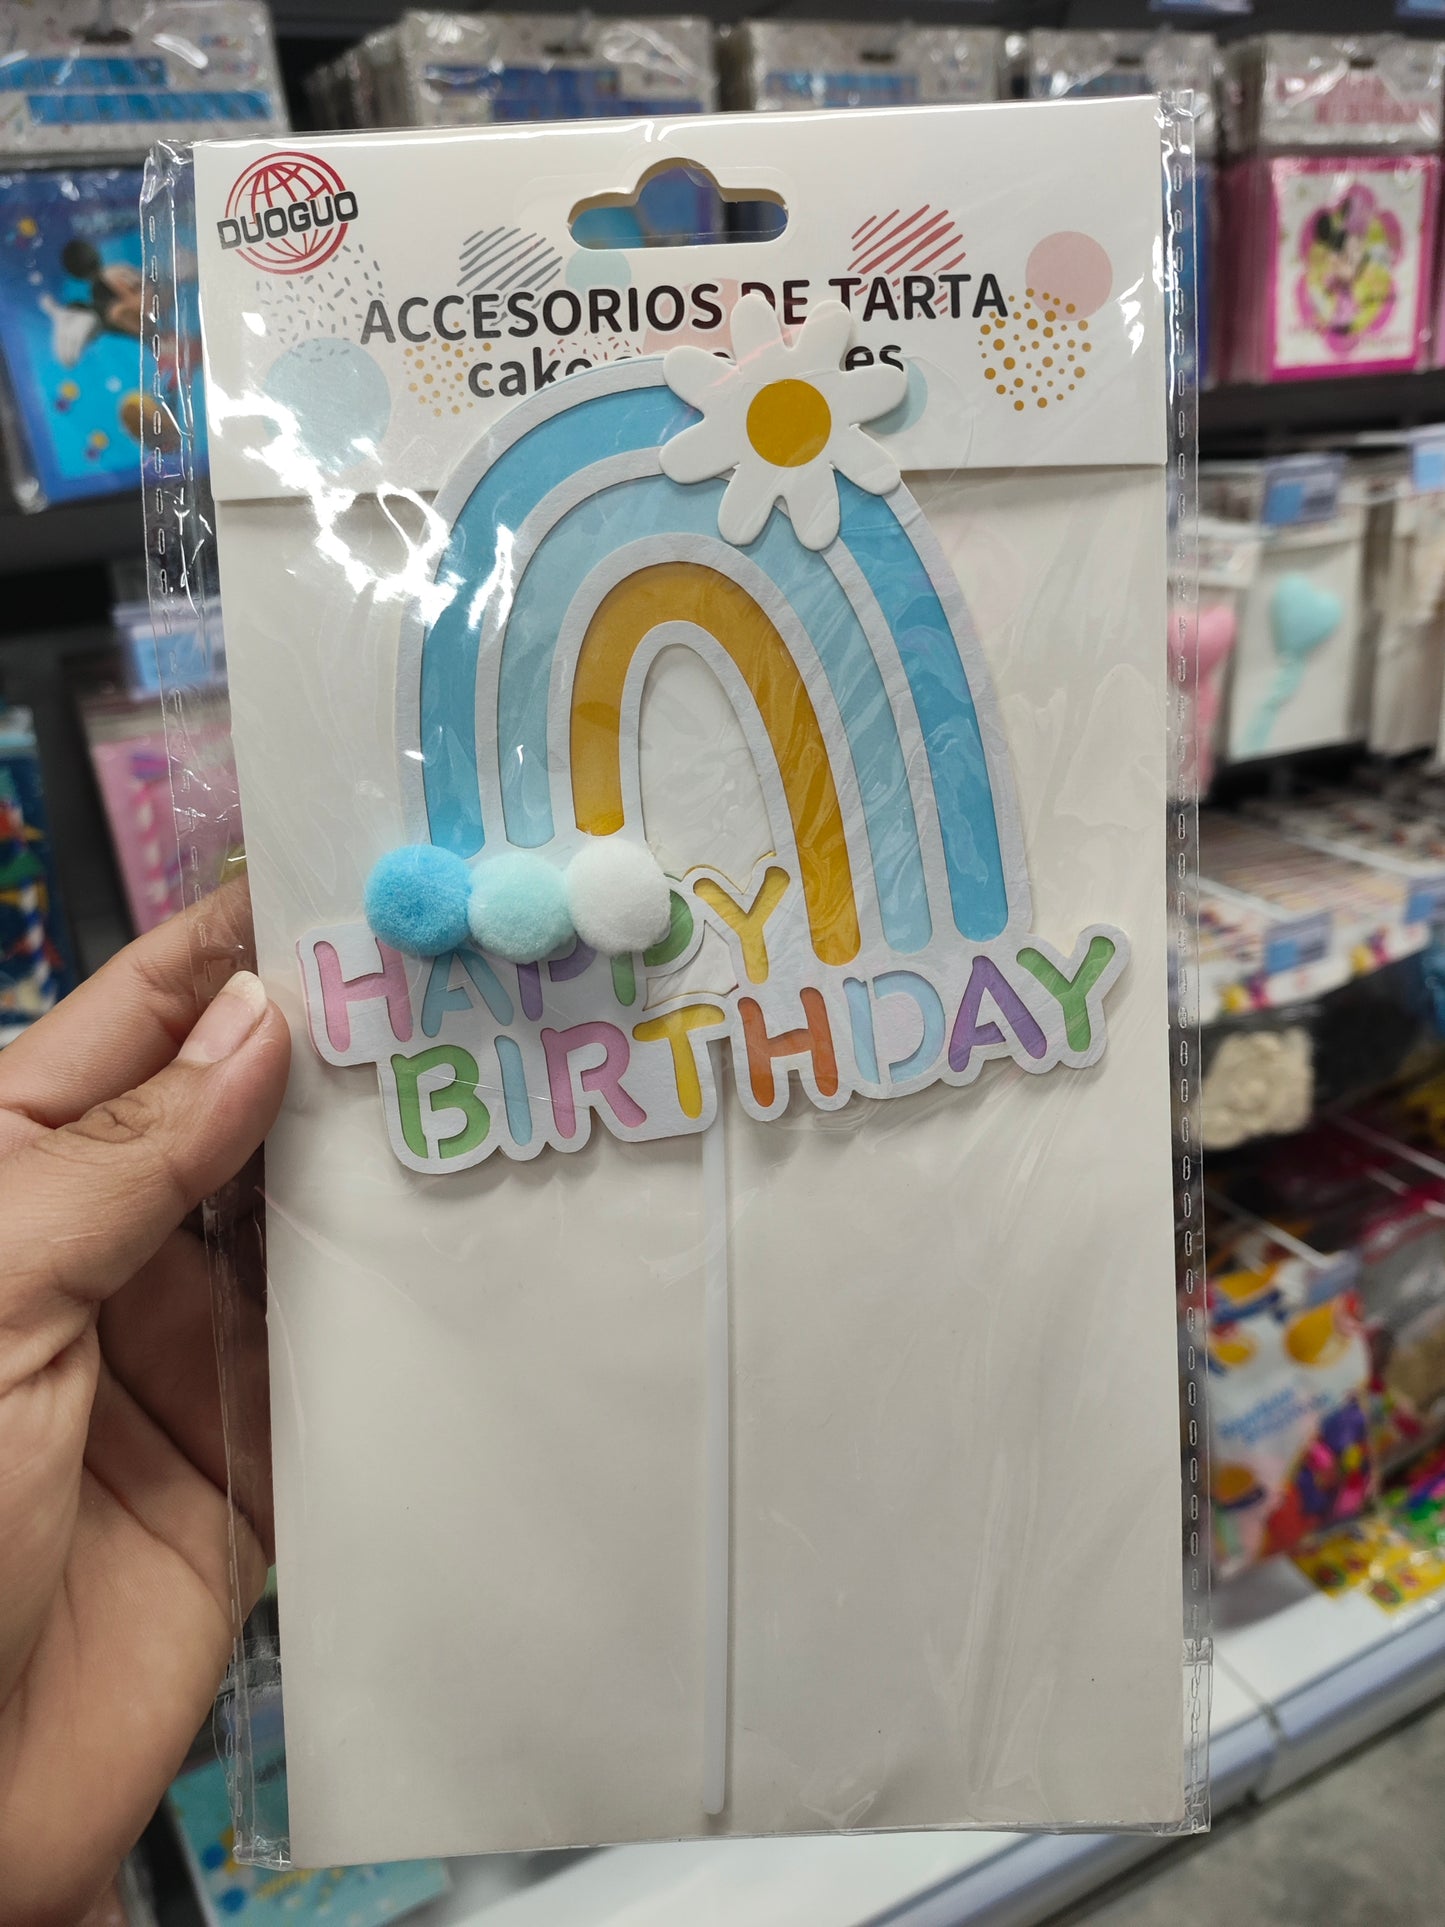 DUOGUO
ACCESORIOS DE TARTA
HAPPY
BIRTHDAY